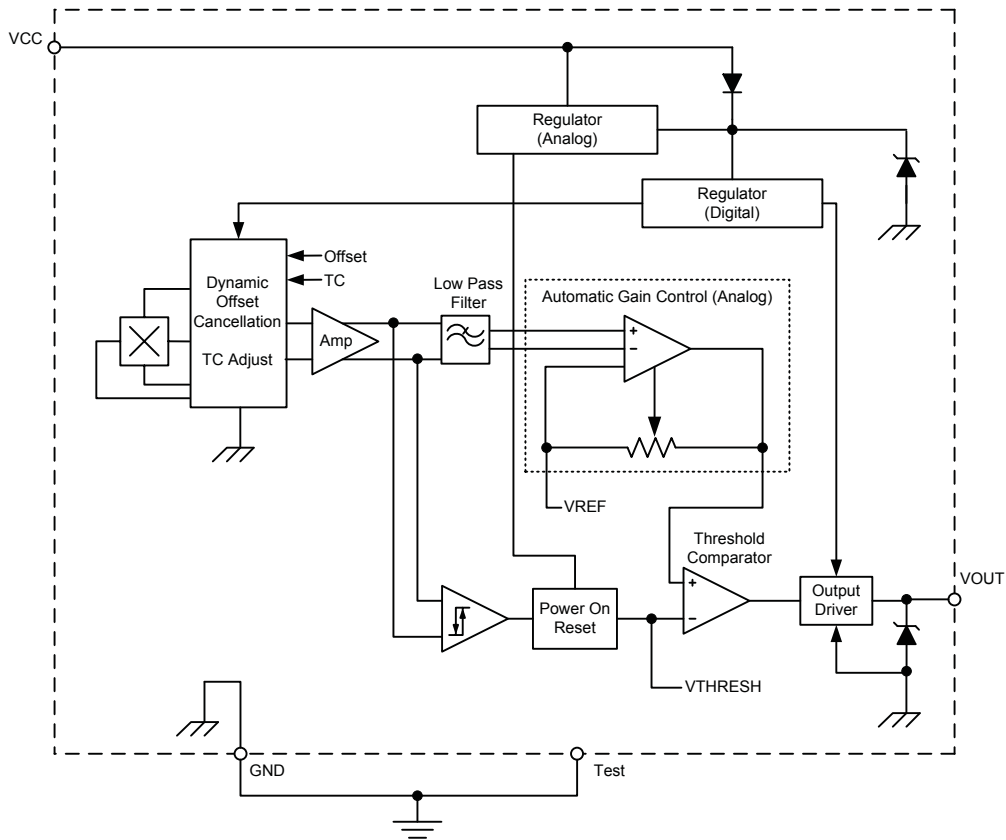 VCC
Regulator
(Analog)
Regulator
(Digital)
Offset
TC
Dynamic
Offset
Cancellation
TC Adjust
Amp
Low Pass
Filter
Automatic Gain Control (Analog)
+
−
VREF
Threshold
Comparator
+
−
Power On
Reset
Output
Driver
VOUT
VTHRESH
GND
Test